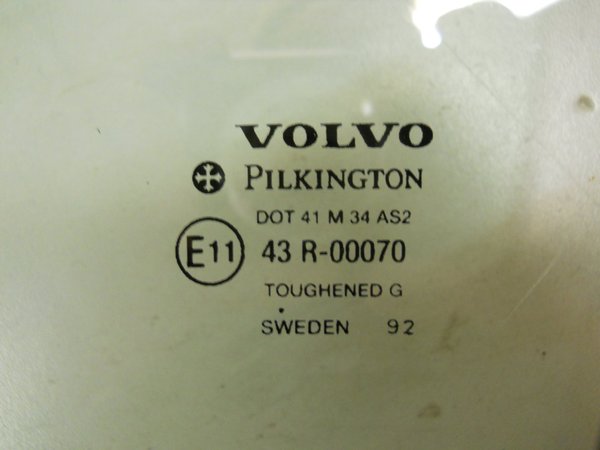 VOLVO
PILKINGTON
DOT 41 M 34 AS2
E11 43 R-00070
TOUGHENED G
SWEDEN 92